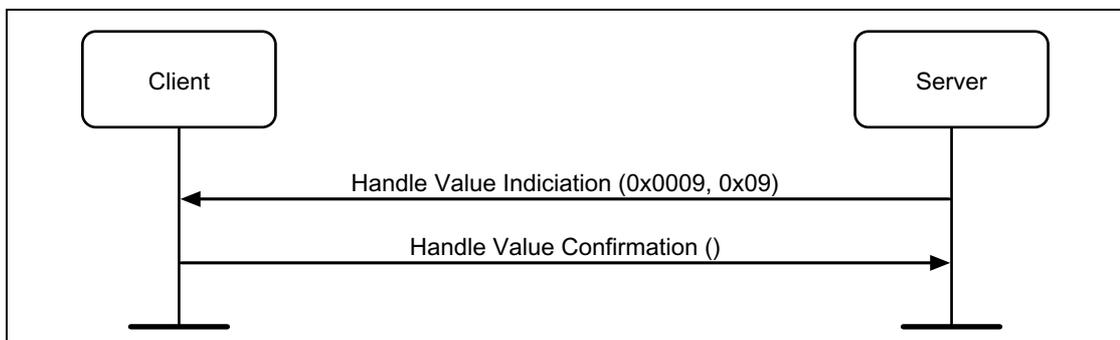 Client
Server
Handle Value Indiciation (0x0009, 0x09)
Handle Value Confirmation ()